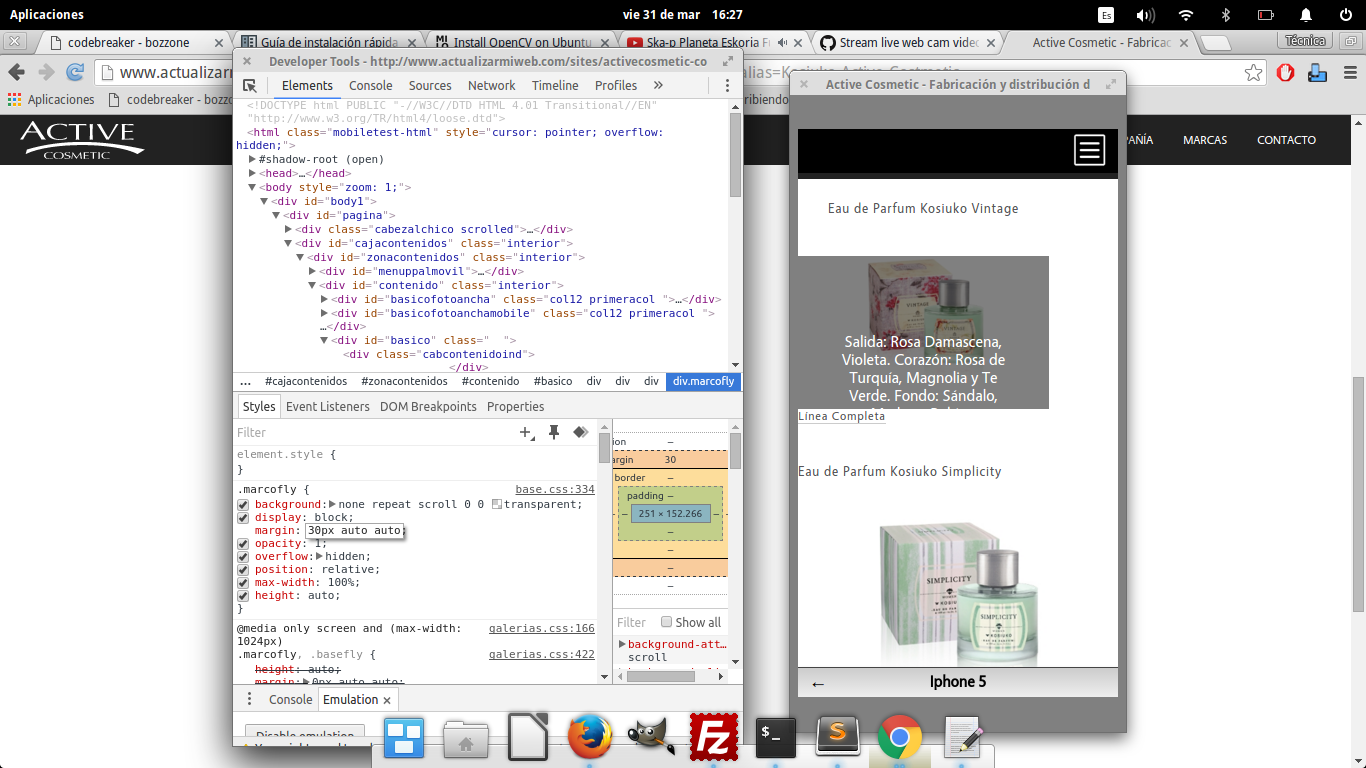 Aplicaciones
vie 31 de mar 16:27
Es
codebreaker - bozzone
Guía de instalación rápida
Install OpenCV on Ubuntu
Ska-p Planeta Eskoria
Stream live web cam video
Active Cosmetic - Fabricac
Técnica
www.actualizarmiweb
Aplicaciones
codebreaker - bozzo
ACTIVE
COSMETIC
PAÑÍA
MARCAS
CONTACTO
Developer Tools - http://www.actualizarmiweb.com/sites/activecosmetic-co
Elements Console Sources Network Timeline Profiles »
<!DOCTYPE html PUBLIC "-//W3C//DTD HTML 4.01 Transitional//EN"
"http://www.w3.org/TR/html4/loose.dtd">
<html class="mobiletest-html" style="cursor: pointer; overflow:
hidden;">
#shadow-root (open)
<head>…</head>
<body style="zoom: 1;">
<div id="body1">
<div id="pagina">
<div class="cabezalchico scrolled">…</div>
<div id="cajacontenidos" class="interior">
<div id="zonacontenidos" class="interior">
<div id="menuppalmovil">…</div>
<div id="contenido" class="interior">
<div id="basicofotoancha" class="col12 primeracol ">…</div>
<div id="basicofotoanchamobile" class="col12 primeracol ">
…</div>
<div id="basico" class="  ">
<div class="cabcontenidoind">
</div>
... #cajacontenidos #zonacontenidos #contenido #basico div div div div.marcofly
Styles Event Listeners DOM Breakpoints Properties
Filter
element.style {
}
.marcofly { base.css:334
background: none repeat scroll 0 0 transparent;
display: block;
margin: 30px auto auto;
opacity: 1;
overflow: hidden;
position: relative;
max-width: 100%;
height: auto;
}
@media only screen and (max-width: galerias.css:166
1024px)
.marcofly, .basefly { galerias.css:422
height: auto;
margin: 0px auto auto;
ion –
argin 30
border –
padding –
– 251 × 152.266 –
–
–
–
–
Filter Show all
background-att…
scroll
Console Emulation ×
Disable emulation
Active Cosmetic - Fabricación y distribución d
Eau de Parfum Kosiuko Vintage
Salida: Rosa Damascena,
Violeta. Corazón: Rosa de
Turquía, Magnolia y Te
Verde. Fondo: Sándalo,
Línea Completa
Eau de Parfum Kosiuko Simplicity
SIMPLICITY
KOSIUKO
SIMPLICITY
KOSIUKO
← Iphone 5
Fz
>_
S